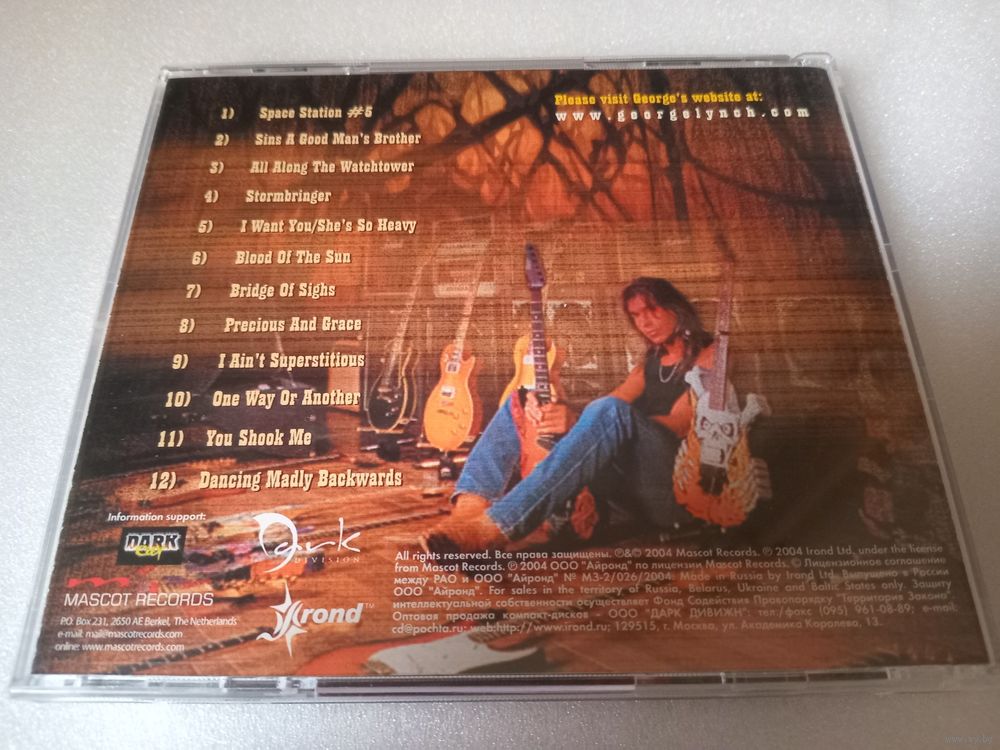 Please visit George's website at:
www.georgelynch.com
1) Space Station #5
2) Sins A Good Man's Brother
3) All Along The Watchtower
4) Stormbringer
5) I Want You/She's So Heavy
6) Blood Of The Sun
7) Bridge Of Sighs
8) Precious And Grace
9) I Ain't Superstitious
10) One Way Or Another
11) You Shook Me
12) Dancing Madly Backwards
Information support:
DARK
City
Dark
DIVISION
MASCOT RECORDS
P.O. Box 231, 2650 AE Berkel, The Netherlands
e-mail: mail@mascotrecords.com
online: www.mascotrecords.com
Irond™
All rights reserved. Все права защищены. ℗&© 2004 Mascot Records. ℗ 2004 Irond Ltd, under the license
from Mascot Records. ℗ 2004 ООО "Айронд" по лицензии Mascot Records. © Лицензионное соглашение
между РАО и ООО "Айронд" № МЗ-2/026/2004. Made in Russia by Irond Ltd. Выпущено в России
ООО "Айронд". For sales in the territory of Russia, Belarus, Ukraine and Baltic states only. Защиту
интеллектуальной собственности осуществляет Фонд Содействия Правопорядку "Территория Закона"
Оптовая продажа компакт-дисков - ООО "ДАРК ДИВИЖН", тел/факс (095) 961-08-89; e-mail:
cd@pochta.ru; web:http://www.irond.ru; 129515, г. Москва, ул. Академика Королева, 13.